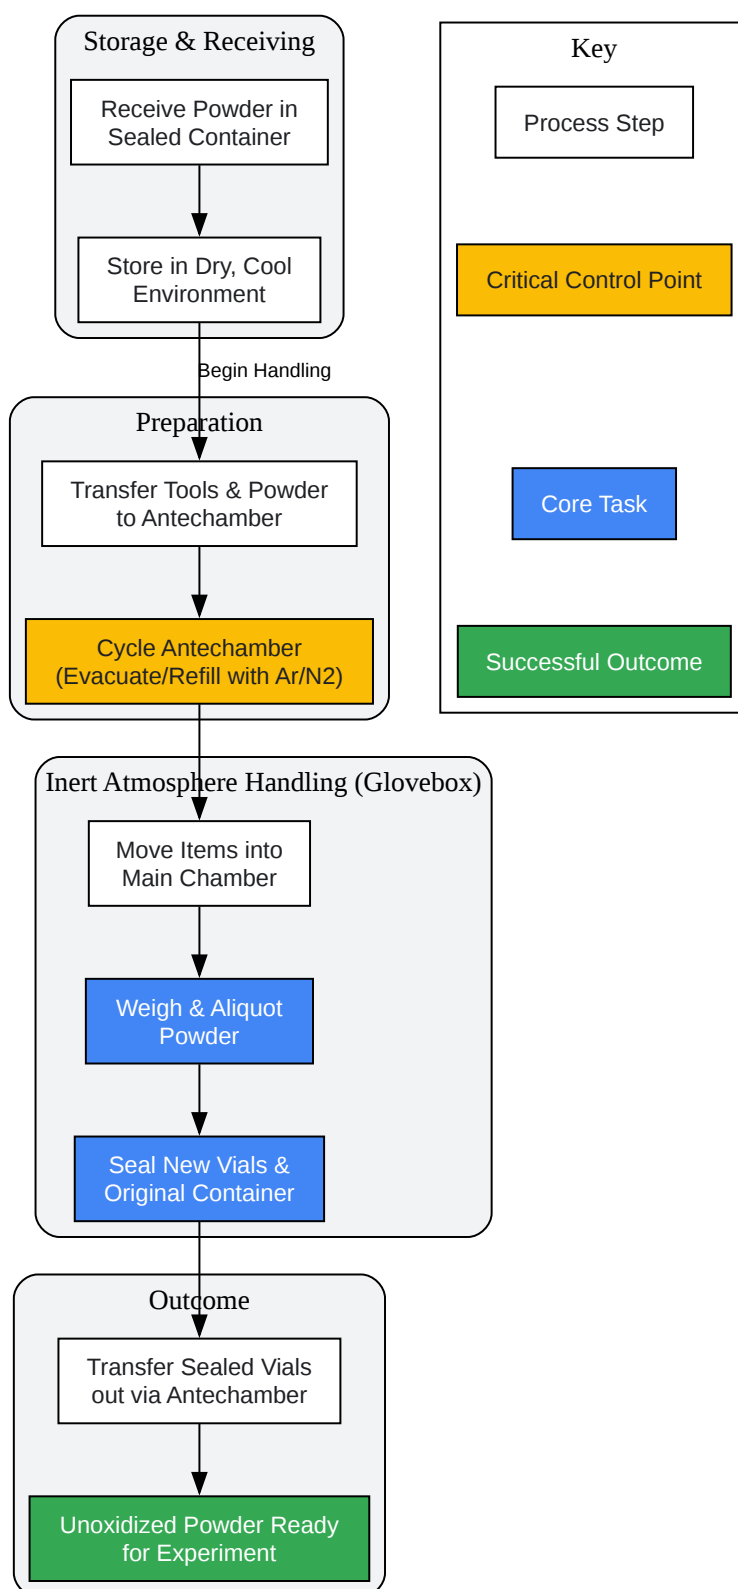 Storage & Receiving
Receive Powder in
Sealed Container
Store in Dry, Cool
Environment
Begin Handling
Preparation
Transfer Tools & Powder
to Antechamber
Cycle Antechamber
(Evacuate/Refill with Ar/N2)
Inert Atmosphere Handling (Glovebox)
Move Items into
Main Chamber
Weigh & Aliquot
Powder
Seal New Vials &
Original Container
Outcome
Transfer Sealed Vials
out via Antechamber
Unoxidized Powder Ready
for Experiment
Key
Process Step
Critical Control Point
Core Task
Successful Outcome